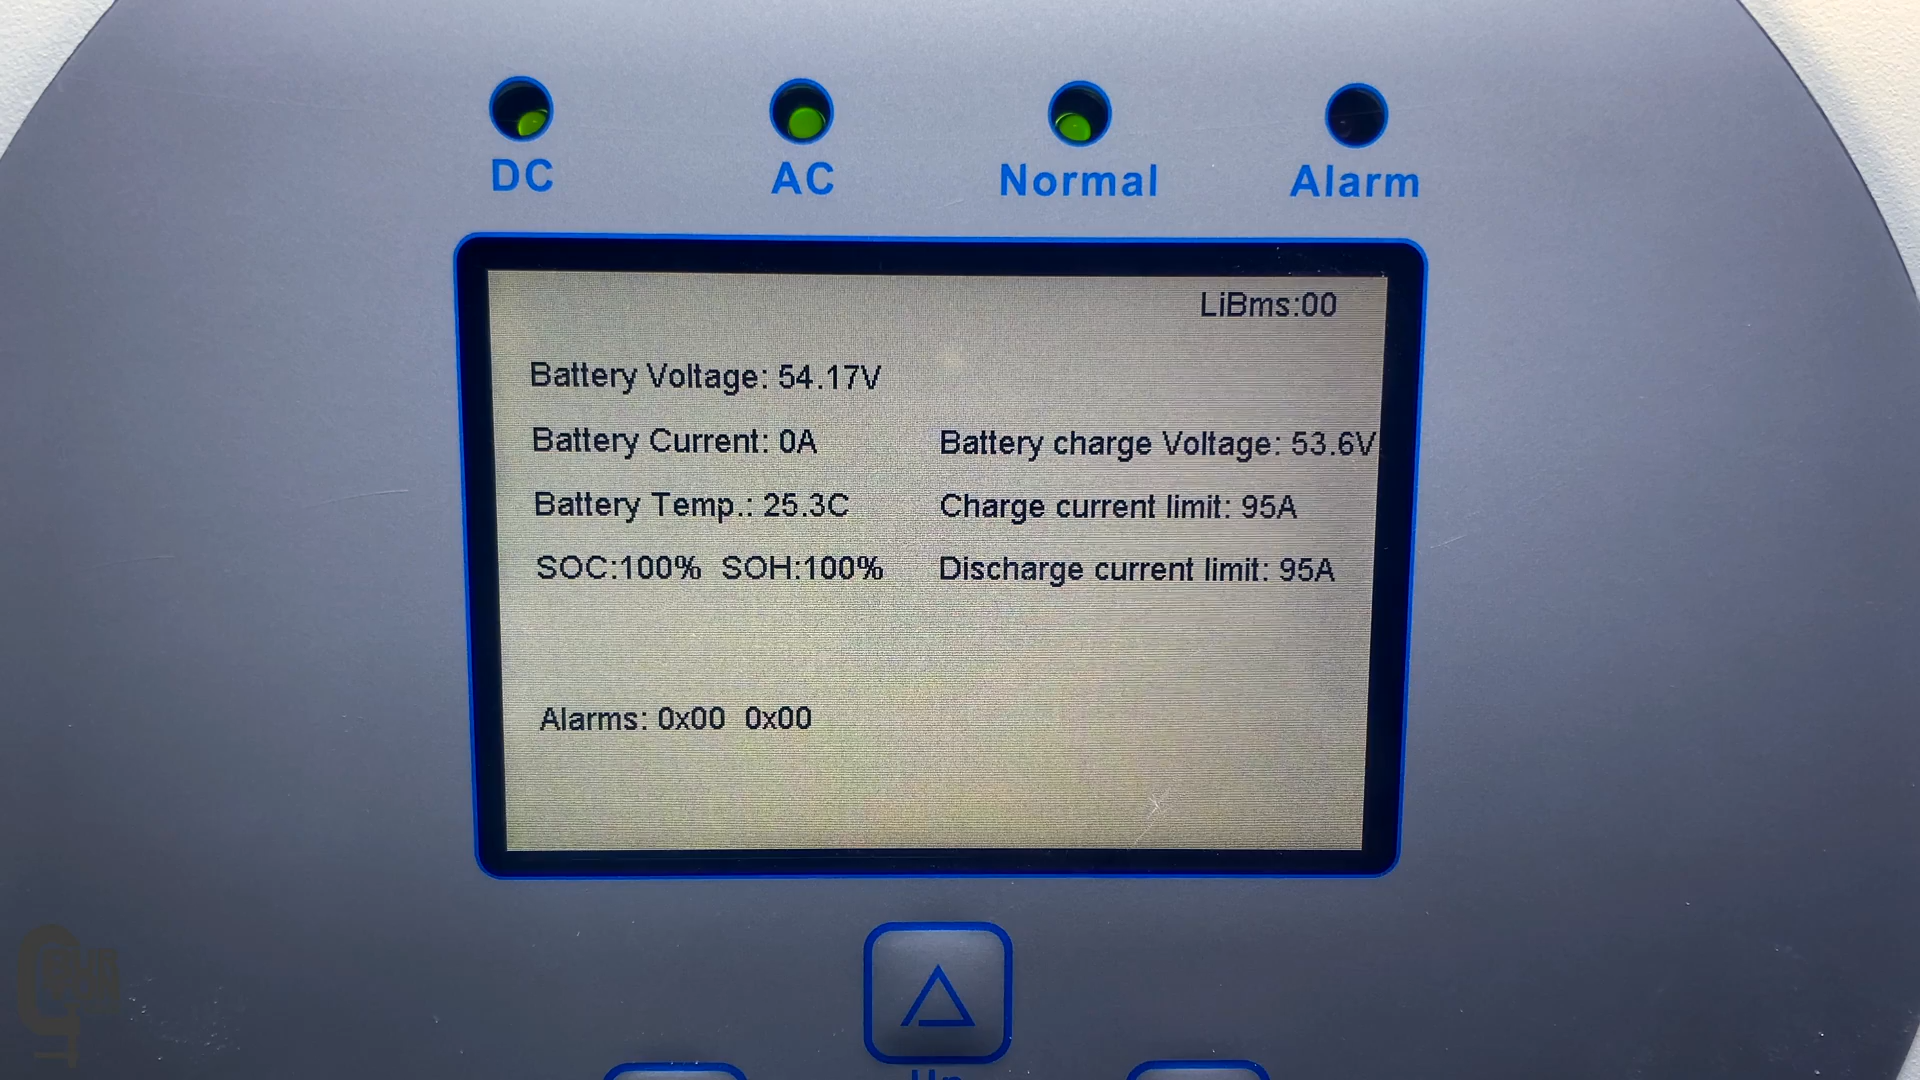 DC AC Normal Alarm
LiBms:00
Battery Voltage: 54.17V
Battery Current: 0A Battery charge Voltage: 53.6V
Battery Temp.: 25.3C Charge current limit: 95A
SOC:100% SOH:100% Discharge current limit: 95A
Alarms: 0x00 0x00
Up